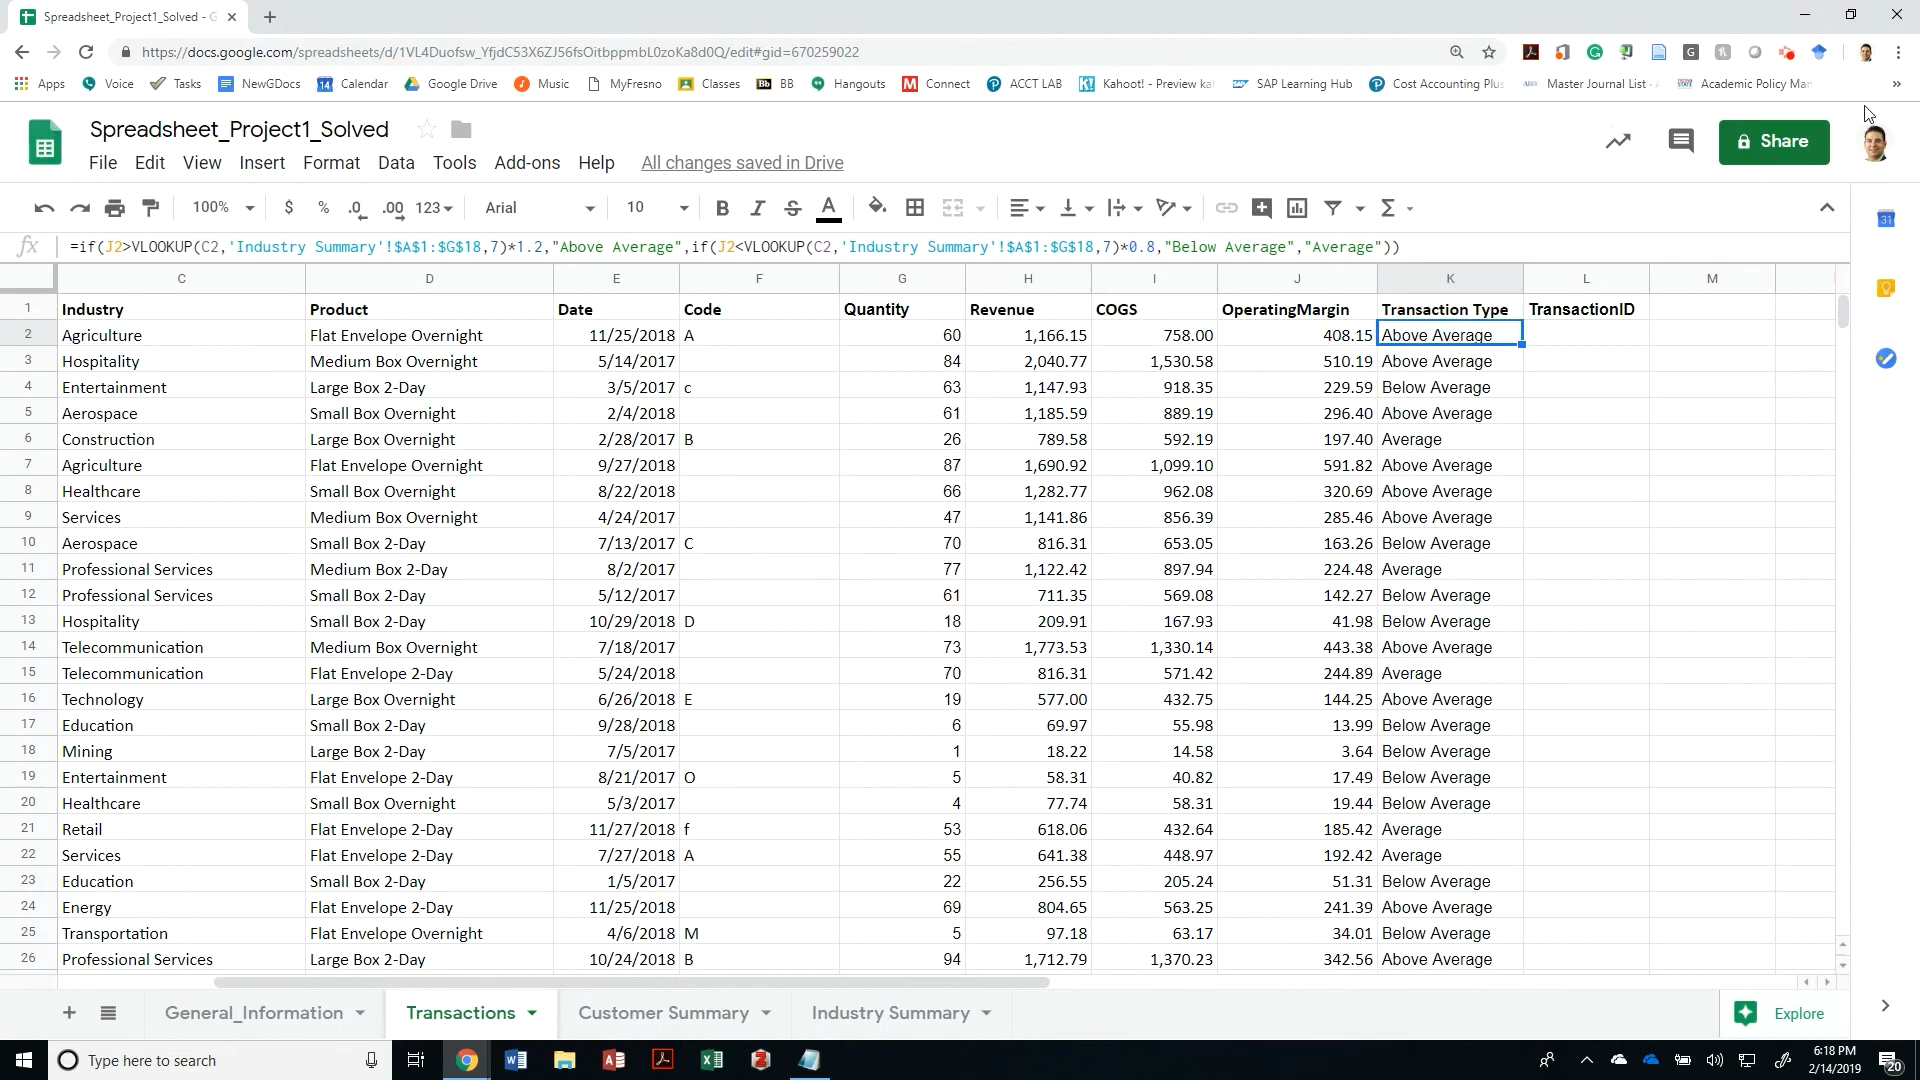 Spreadsheet_Project1_Solved - G
https://docs.google.com/spreadsheets/d/1VL4Duofsw_YfjdC53X6ZJ56fsOitbppmbL0zoKa8d0Q/edit#gid=670259022
Apps Voice Tasks NewGDocs Calendar Google Drive Music MyFresno Classes Bb BB Hangouts Connect ACCT LAB Kahoot! - Preview ka SAP Learning Hub Cost Accounting Plus Master Journal List - Academic Policy Man
Spreadsheet_Project1_Solved
Share
File Edit View Insert Format Data Tools Add-ons Help All changes saved in Drive
100% $ % .0 .00 123 Arial 10 B I S A Σ
fx =if(J2>VLOOKUP(C2,'Industry Summary'!$A$1:$G$18,7)*1.2,"Above Average",if(J2<VLOOKUP(C2,'Industry Summary'!$A$1:$G$18,7)*0.8,"Below Average","Average"))
C D E F G H I J K L M
1 Industry Product Date Code Quantity Revenue COGS OperatingMargin Transaction Type TransactionID
2 Agriculture Flat Envelope Overnight 11/25/2018 A 60 1,166.15 758.00 408.15 Above Average
3 Hospitality Medium Box Overnight 5/14/2017 84 2,040.77 1,530.58 510.19 Above Average
4 Entertainment Large Box 2-Day 3/5/2017 c 63 1,147.93 918.35 229.59 Below Average
5 Aerospace Small Box Overnight 2/4/2018 61 1,185.59 889.19 296.40 Above Average
6 Construction Large Box Overnight 2/28/2017 B 26 789.58 592.19 197.40 Average
7 Agriculture Flat Envelope Overnight 9/27/2018 87 1,690.92 1,099.10 591.82 Above Average
8 Healthcare Small Box Overnight 8/22/2018 66 1,282.77 962.08 320.69 Above Average
9 Services Medium Box Overnight 4/24/2017 47 1,141.86 856.39 285.46 Above Average
10 Aerospace Small Box 2-Day 7/13/2017 C 70 816.31 653.05 163.26 Below Average
11 Professional Services Medium Box 2-Day 8/2/2017 77 1,122.42 897.94 224.48 Average
12 Professional Services Small Box 2-Day 5/12/2017 61 711.35 569.08 142.27 Below Average
13 Hospitality Small Box 2-Day 10/29/2018 D 18 209.91 167.93 41.98 Below Average
14 Telecommunication Medium Box Overnight 7/18/2017 73 1,773.53 1,330.14 443.38 Above Average
15 Telecommunication Flat Envelope 2-Day 5/24/2018 70 816.31 571.42 244.89 Average
16 Technology Large Box Overnight 6/26/2018 E 19 577.00 432.75 144.25 Above Average
17 Education Small Box 2-Day 9/28/2018 6 69.97 55.98 13.99 Below Average
18 Mining Large Box 2-Day 7/5/2017 1 18.22 14.58 3.64 Below Average
19 Entertainment Flat Envelope 2-Day 8/21/2017 O 5 58.31 40.82 17.49 Below Average
20 Healthcare Small Box Overnight 5/3/2017 4 77.74 58.31 19.44 Below Average
21 Retail Flat Envelope 2-Day 11/27/2018 f 53 618.06 432.64 185.42 Average
22 Services Flat Envelope 2-Day 7/27/2018 A 55 641.38 448.97 192.42 Average
23 Education Small Box 2-Day 1/5/2017 22 256.55 205.24 51.31 Below Average
24 Energy Flat Envelope 2-Day 11/25/2018 69 804.65 563.25 241.39 Above Average
25 Transportation Flat Envelope Overnight 4/6/2018 M 5 97.18 63.17 34.01 Below Average
26 Professional Services Large Box 2-Day 10/24/2018 B 94 1,712.79 1,370.23 342.56 Above Average
General_Information Transactions Customer Summary Industry Summary Explore
Type here to search
6:18 PM
2/14/2019
20